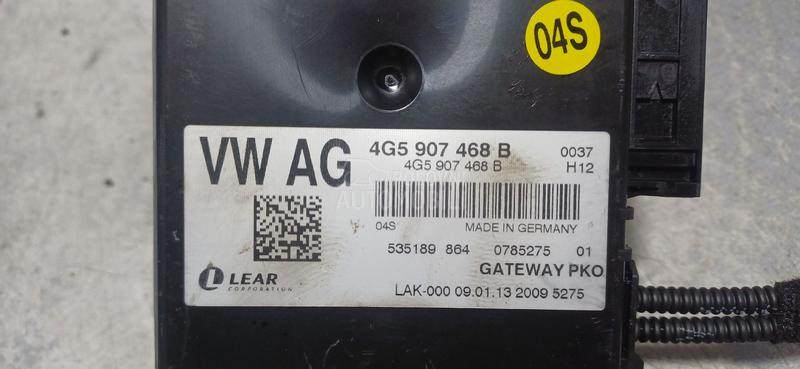 04S
VW AG
4G5 907 468 B
0037
4G5 907 468 B
H12
04S
MADE IN GERMANY
535189 864 0785275 01
GATEWAY PKO
LEAR
CORPORATION
LAK-000 09.01.13 2009 5275